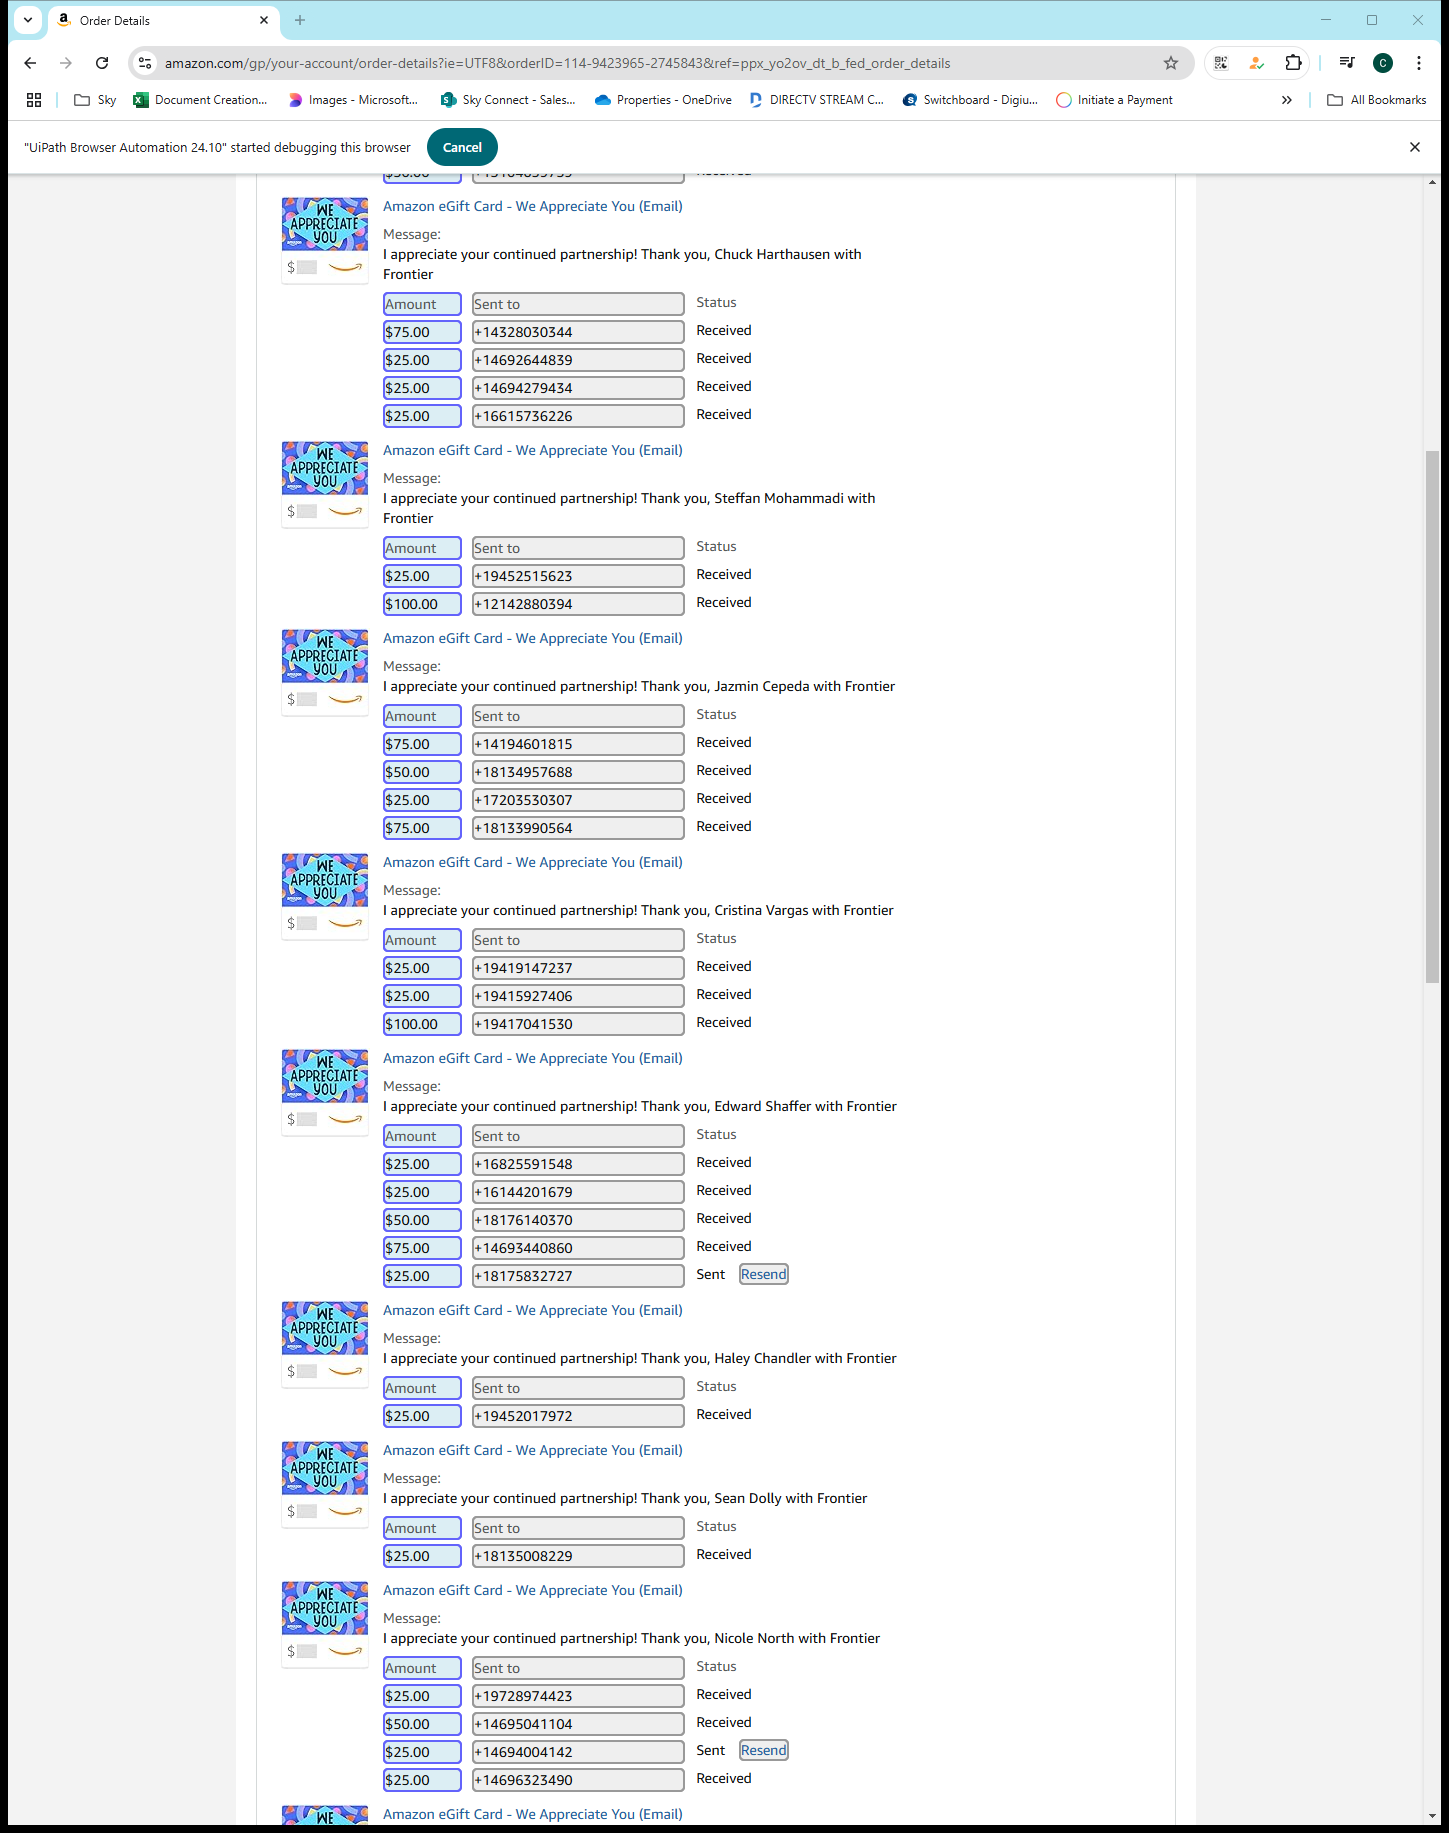 Order Details
amazon.com/gp/your-account/order-details?ie=UTF8&orderID=114-9423965-2745843&ref=ppx_yo2ov_dt_b_fed_order_details
C
Sky
Document Creation...
Images - Microsoft...
Sky Connect - Sales...
Properties - OneDrive
DIRECTV STREAM C...
Switchboard - Digiu...
Initiate a Payment
All Bookmarks
"UiPath Browser Automation 24.10" started debugging this browser
Cancel
WE APPRECIATE YOU
$
Amazon eGift Card - We Appreciate You (Email)
Message:
I appreciate your continued partnership! Thank you, Chuck Harthausen with
Frontier
Amount Sent to Status
$75.00 +14328030344 Received
$25.00 +14692644839 Received
$25.00 +14694279434 Received
$25.00 +16615736226 Received
WE APPRECIATE YOU
$
Amazon eGift Card - We Appreciate You (Email)
Message:
I appreciate your continued partnership! Thank you, Steffan Mohammadi with
Frontier
Amount Sent to Status
$25.00 +19452515623 Received
$100.00 +12142880394 Received
WE APPRECIATE YOU
$
Amazon eGift Card - We Appreciate You (Email)
Message:
I appreciate your continued partnership! Thank you, Jazmin Cepeda with Frontier
Amount Sent to Status
$75.00 +14194601815 Received
$50.00 +18134957688 Received
$25.00 +17203530307 Received
$75.00 +18133990564 Received
WE APPRECIATE YOU
$
Amazon eGift Card - We Appreciate You (Email)
Message:
I appreciate your continued partnership! Thank you, Cristina Vargas with Frontier
Amount Sent to Status
$25.00 +19419147237 Received
$25.00 +19415927406 Received
$100.00 +19417041530 Received
WE APPRECIATE YOU
$
Amazon eGift Card - We Appreciate You (Email)
Message:
I appreciate your continued partnership! Thank you, Edward Shaffer with Frontier
Amount Sent to Status
$25.00 +16825591548 Received
$25.00 +16144201679 Received
$50.00 +18176140370 Received
$75.00 +14693440860 Received
$25.00 +18175832727 Sent Resend
WE APPRECIATE YOU
$
Amazon eGift Card - We Appreciate You (Email)
Message:
I appreciate your continued partnership! Thank you, Haley Chandler with Frontier
Amount Sent to Status
$25.00 +19452017972 Received
WE APPRECIATE YOU
$
Amazon eGift Card - We Appreciate You (Email)
Message:
I appreciate your continued partnership! Thank you, Sean Dolly with Frontier
Amount Sent to Status
$25.00 +18135008229 Received
WE APPRECIATE YOU
$
Amazon eGift Card - We Appreciate You (Email)
Message:
I appreciate your continued partnership! Thank you, Nicole North with Frontier
Amount Sent to Status
$25.00 +19728974423 Received
$50.00 +14695041104 Received
$25.00 +14694004142 Sent Resend
$25.00 +14696323490 Received
WE
Amazon eGift Card - We Appreciate You (Email)